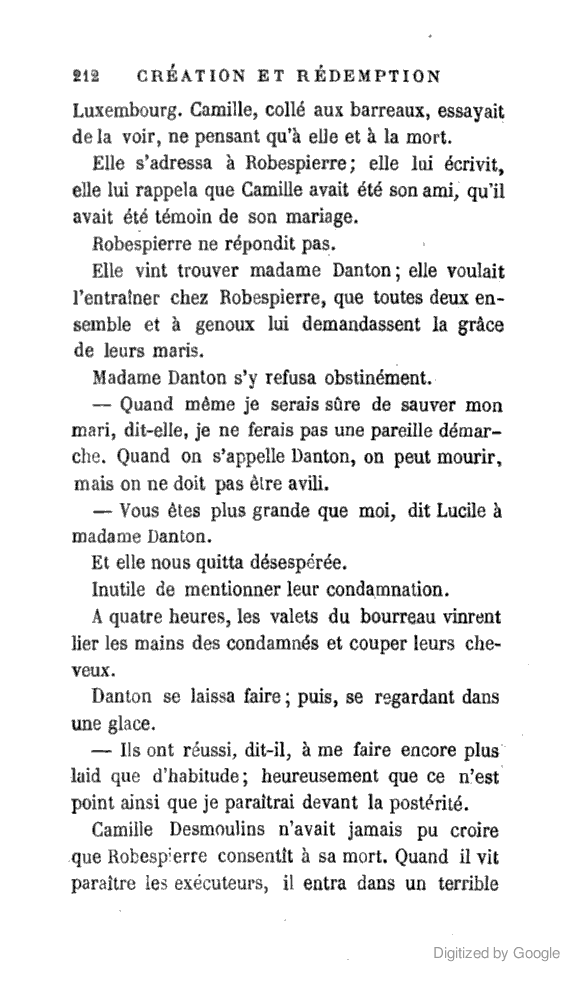 212 CRÉATION ET RÉDEMPTION
Luxembourg. Camille, collé aux barreaux, essayait
de la voir, ne pensant qu'à elle et à la mort.
Elle s'adressa à Robespierre; elle lui écrivit,
elle lui rappela que Camille avait été son ami, qu'il
avait été témoin de son mariage.
Robespierre ne répondit pas.
Elle vint trouver madame Danton; elle voulait
l'entraîner chez Robespierre, que toutes deux en-
semble et à genoux lui demandassent la grâce
de leurs maris.
Madame Danton s'y refusa obstinément.
— Quand même je serais sûre de sauver mon
mari, dit-elle, je ne ferais pas une pareille démar-
che. Quand on s'appelle Danton, on peut mourir,
mais on ne doit pas être avili.
— Vous êtes plus grande que moi, dit Lucile à
madame Danton.
Et elle nous quitta désespérée.
Inutile de mentionner leur condamnation.
A quatre heures, les valets du bourreau vinrent
lier les mains des condamnés et couper leurs che-
veux.
Danton se laissa faire; puis, se regardant dans
une glace.
— Ils ont réussi, dit-il, à me faire encore plus
laid que d'habitude; heureusement que ce n'est
point ainsi que je paraîtrai devant la postérité.
Camille Desmoulins n'avait jamais pu croire
que Robespierre consentît à sa mort. Quand il vit
paraître les exécuteurs, il entra dans un terrible
Digitized by Google